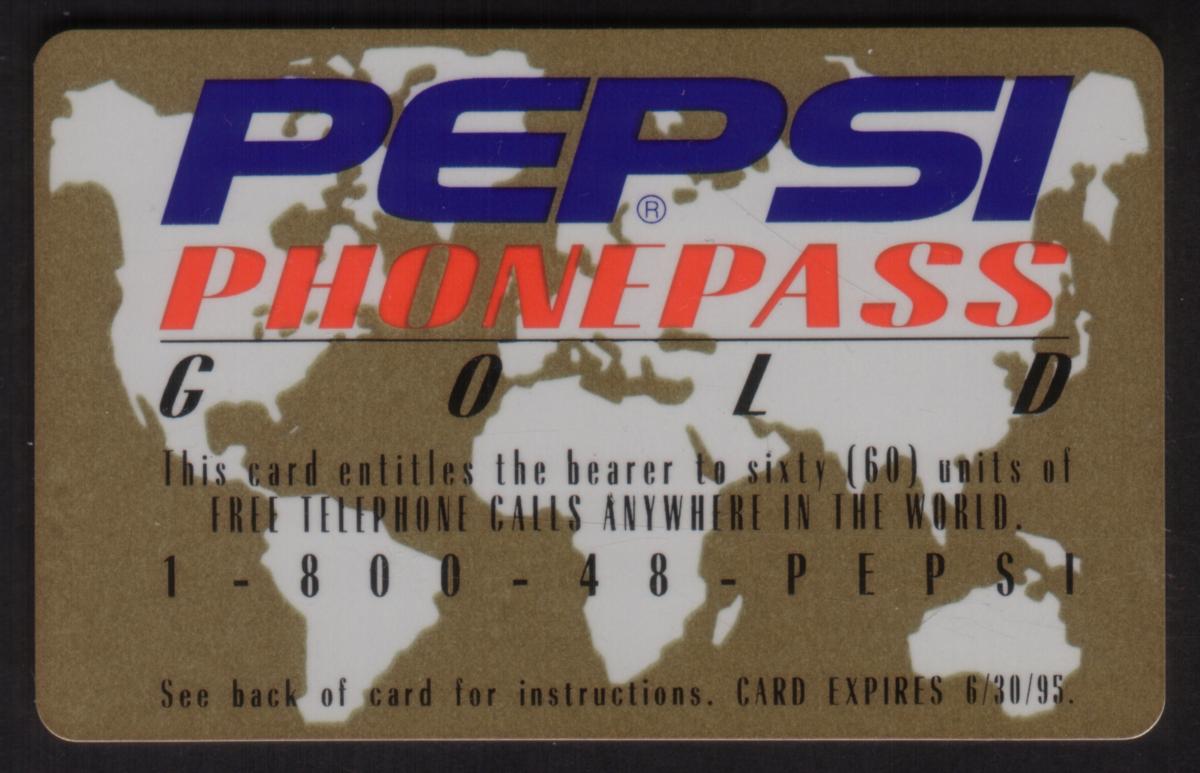 PEPSI®
PHONEPASS
GOLD
This card entitles the bearer to sixty (60) units of
FREE TELEPHONE CALLS ANYWHERE IN THE WORLD.
1-800-48-PEPSI
See back of card for instructions. CARD EXPIRES 6/30/95.